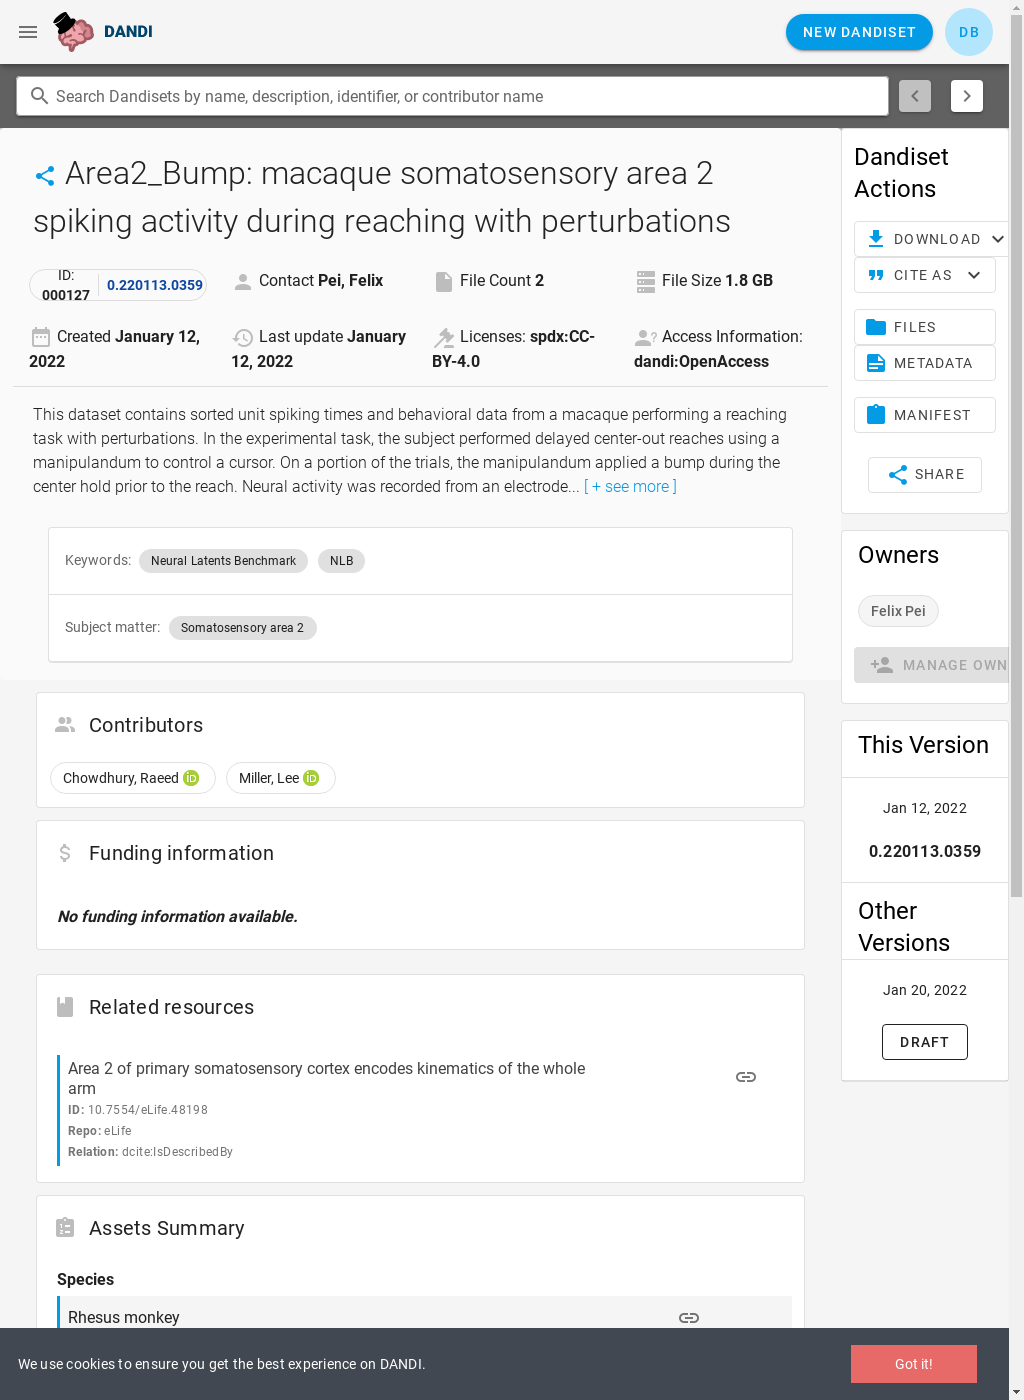 DANDI
NEW DANDISET
DB
Search Dandisets by name, description, identifier, or contributor name
Area2_Bump: macaque somatosensory area 2
spiking activity during reaching with perturbations
ID:
000127
0.220113.0359
Contact Pei, Felix
File Count 2
File Size 1.8 GB
Created January 12,
2022
Last update January
12, 2022
Licenses: spdx:CC-
BY-4.0
Access Information:
dandi:OpenAccess
This dataset contains sorted unit spiking times and behavioral data from a macaque performing a reaching
task with perturbations. In the experimental task, the subject performed delayed center-out reaches using a
manipulandum to control a cursor. On a portion of the trials, the manipulandum applied a bump during the
center hold prior to the reach. Neural activity was recorded from an electrode... [ + see more ]
Keywords: Neural Latents Benchmark NLB
Subject matter: Somatosensory area 2
Contributors
Chowdhury, Raeed iD Miller, Lee iD
Funding information
No funding information available.
Related resources
Area 2 of primary somatosensory cortex encodes kinematics of the whole
arm
ID: 10.7554/eLife.48198
Repo: eLife
Relation: dcite:IsDescribedBy
Assets Summary
Species
Rhesus monkey
Dandiset
Actions
DOWNLOAD
CITE AS
FILES
METADATA
MANIFEST
SHARE
Owners
Felix Pei
MANAGE OWN
This Version
Jan 12, 2022
0.220113.0359
Other
Versions
Jan 20, 2022
DRAFT
We use cookies to ensure you get the best experience on DANDI.
Got it!